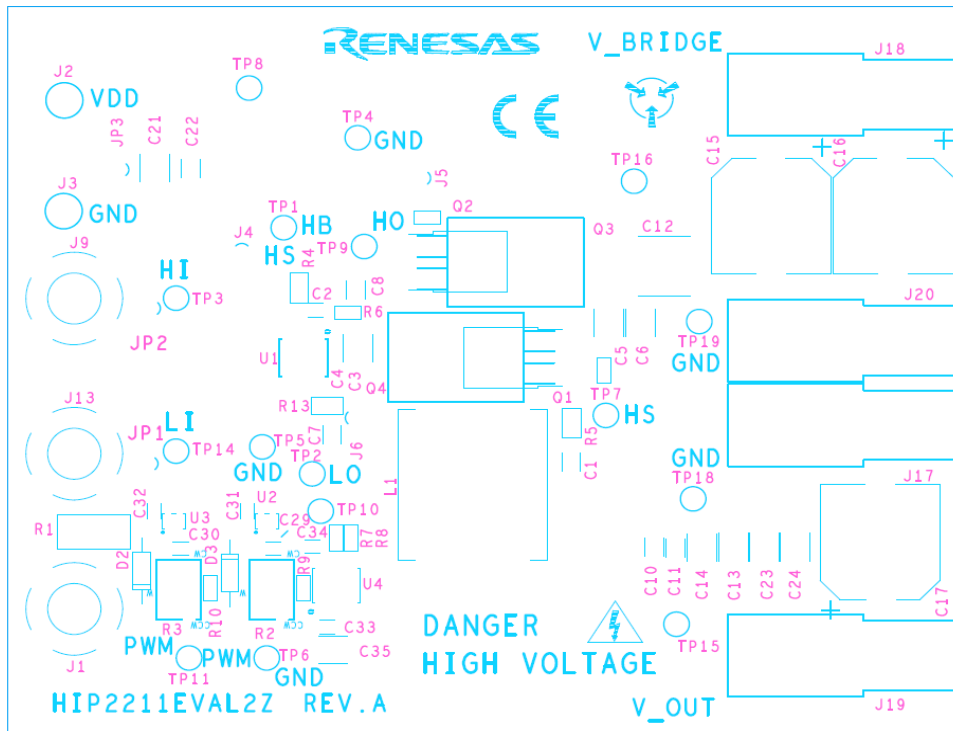 RENESAS
V_BRIDGE
J18
J2
TP8
VDD
JP3
C21
C22
TP4
GND
CE
C15
C16
TP16
J5
J3
GND
TP1
HB
HO
Q2
Q3
C12
J9
J4
HS
TP9
R4
HI
TP3
C2
C8
R6
J20
JP2
U1
C4
C3
Q4
C5
C6
TP19
GND
J13
R13
Q1
TP7
HS
JP1
LI
TP14
TP5
GND
TP2
LO
C7
J6
R5
C1
L1
GND
TP18
J17
C32
U3
C31
U2
TP10
C29
R1
C30
C34
R7
R8
D2
CW
D3
CW
R9
U4
C10
C11
C14
C13
C23
C24
C17
W
W
R3
CCW
R10
R2
CCW
C33
C35
J1
PWM
TP11
PWM
TP6
GND
DANGER
HIGH VOLTAGE
TP15
HIP2211EVAL2Z REV.A
V_OUT
J19